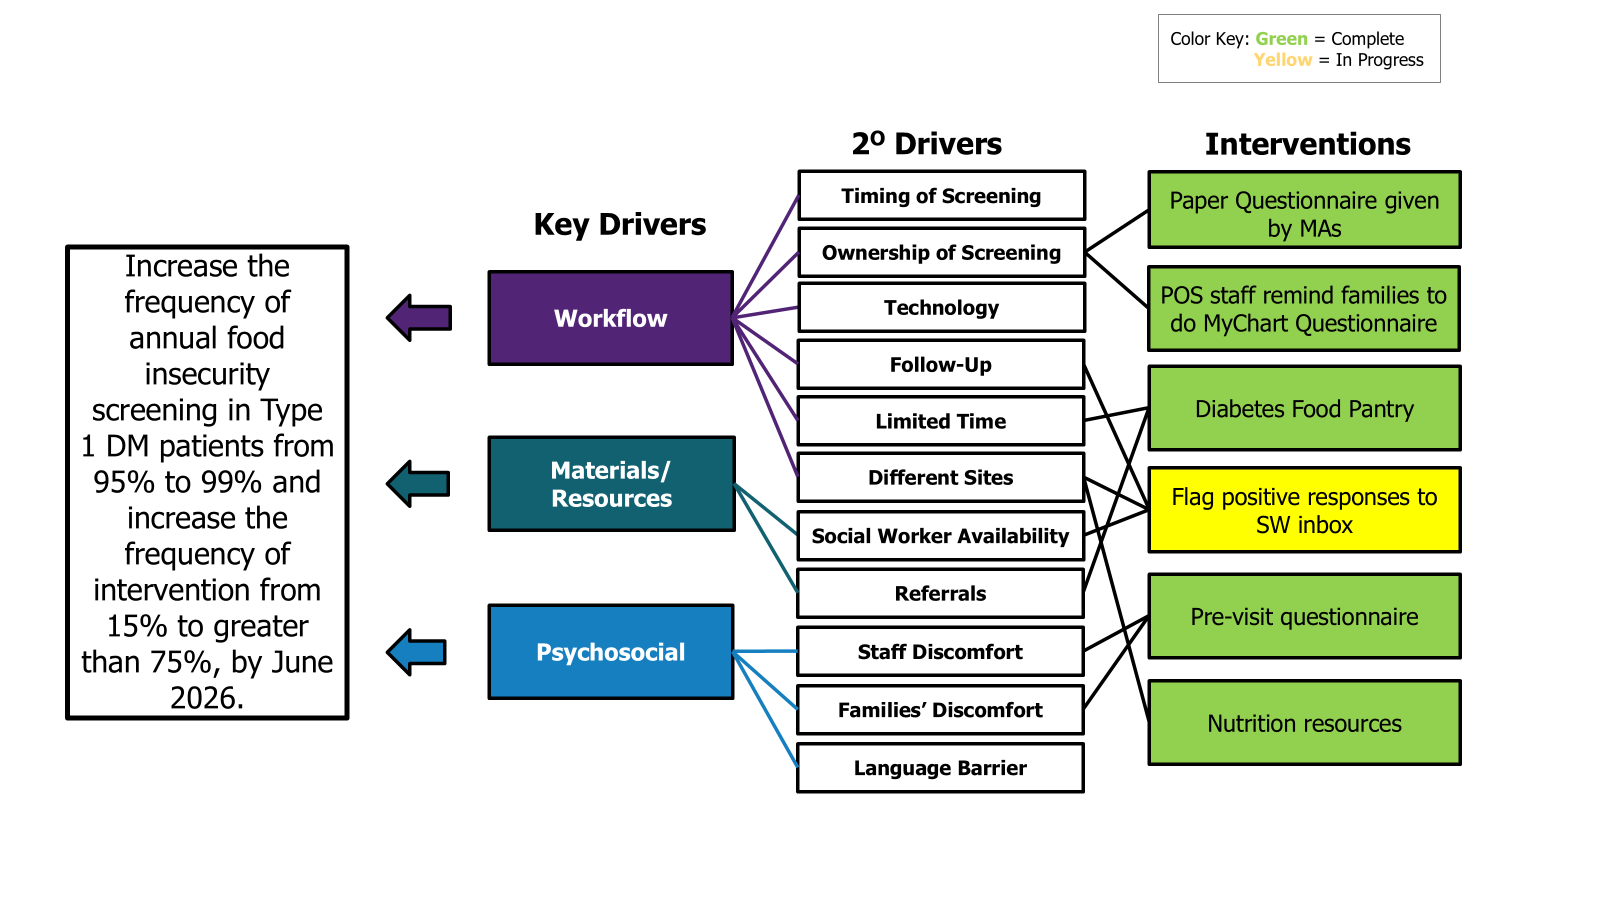 Color Key: Green = Complete
Yellow = In Progress
2⁰ Drivers
Interventions
Key Drivers
Increase the
frequency of
annual food
insecurity
screening in Type
1 DM patients from
95% to 99% and
increase the
frequency of
intervention from
15% to greater
than 75%, by June
2026.
Workflow
Materials/
Resources
Psychosocial
Timing of Screening
Ownership of Screening
Technology
Follow-Up
Limited Time
Different Sites
Social Worker Availability
Referrals
Staff Discomfort
Families’ Discomfort
Language Barrier
Paper Questionnaire given
by MAs
POS staff remind families to
do MyChart Questionnaire
Diabetes Food Pantry
Flag positive responses to
SW inbox
Pre-visit questionnaire
Nutrition resources